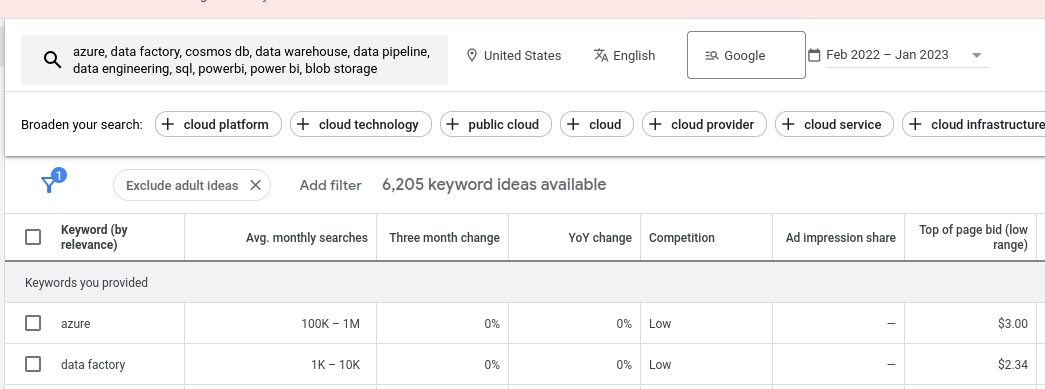 azure, data factory, cosmos db, data warehouse, data pipeline,
data engineering, sql, powerbi, power bi, blob storage
United States
English
Google
Feb 2022 – Jan 2023
Broaden your search:
cloud platform
cloud technology
public cloud
cloud
cloud provider
cloud service
cloud infrastructure
1
Exclude adult ideas
Add filter
6,205 keyword ideas available
Keyword (by
relevance)
Avg. monthly searches
Three month change
YoY change
Competition
Ad impression share
Top of page bid (low
range)
Keywords you provided
azure 100K – 1M 0% 0% Low — $3.00
data factory 1K – 10K 0% 0% Low — $2.34